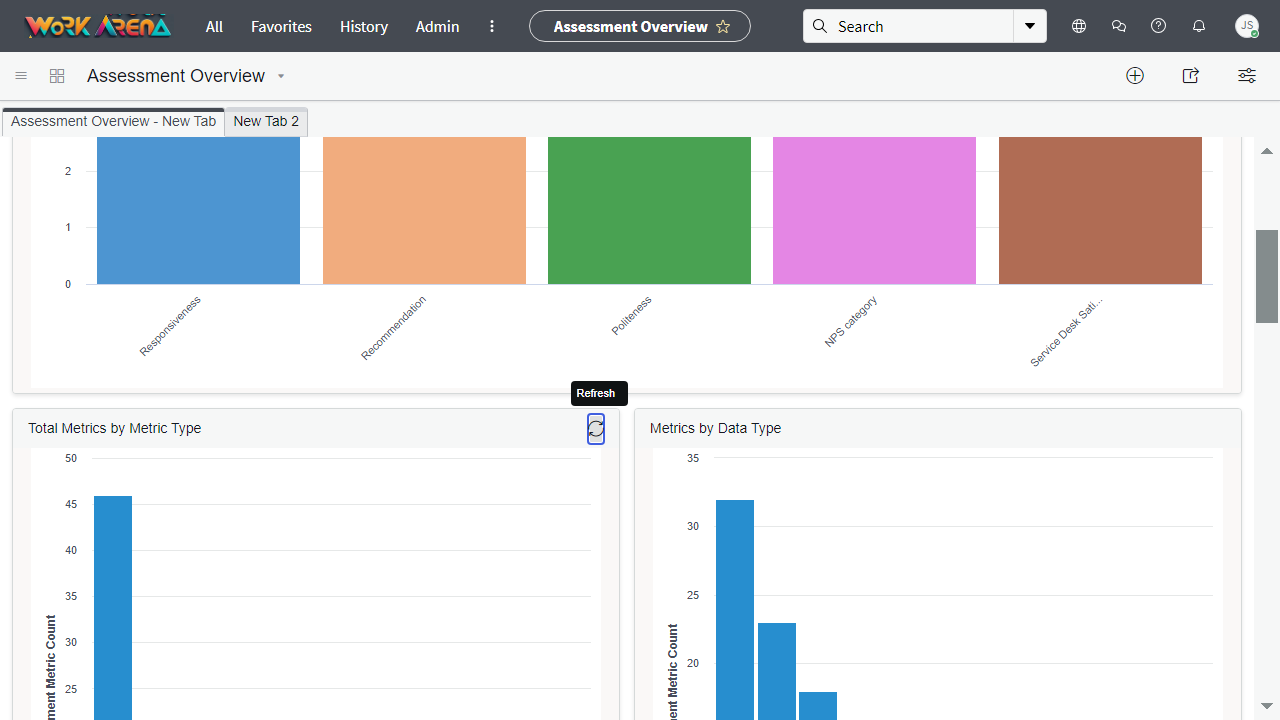 WORK ARENA
All
Favorites
History
Admin
Assessment Overview
Search
JS
Assessment Overview
Assessment Overview - New Tab
New Tab 2
2
1
0
Responsiveness
Recommendation
Politeness
NPS category
Service Desk Sati...
Refresh
Total Metrics by Metric Type
50
45
40
35
30
25
ment Metric Count
Metrics by Data Type
35
30
25
20
ent Metric Count